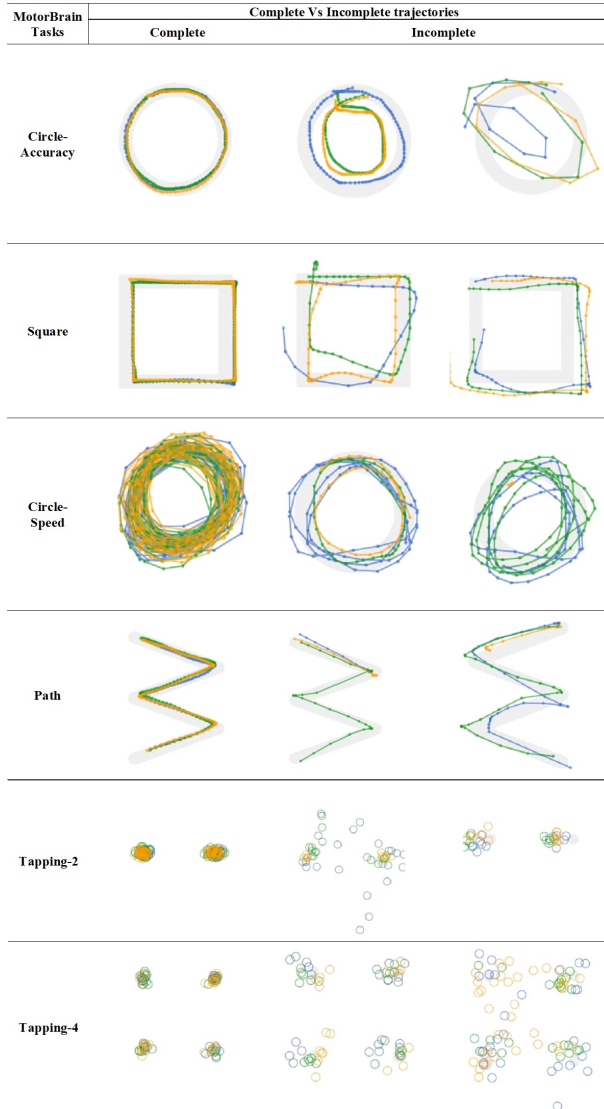 MotorBrain
Tasks
Complete Vs Incomplete trajectories
Complete
Incomplete
Circle-
Accuracy
Square
Circle-
Speed
Path
Tapping-2
Tapping-4